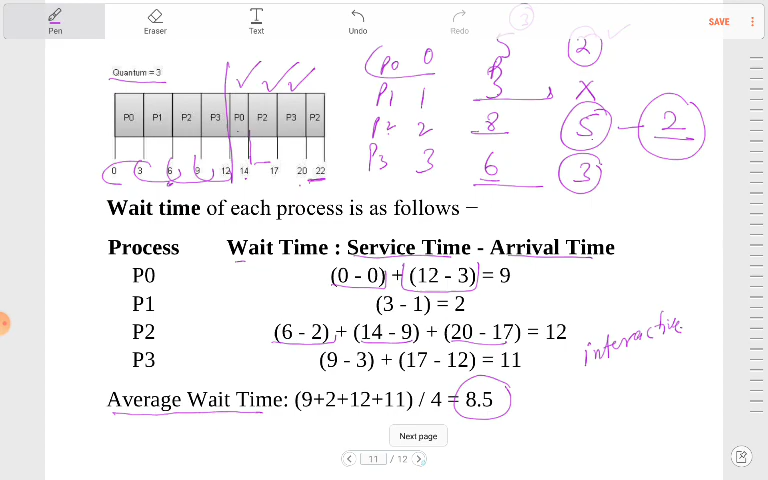 Pen Eraser Text Undo Redo SAVE
2
Quantum = 3
P0 P1 P2 P3 P0 P2 P3 P2
0 3 6 9 12 14 17 20 22
P0 0 5 2
P1 1 3 X
P2 2 8 5 - 2
P3 3 6 3
Wait time of each process is as follows −
Process Wait Time : Service Time - Arrival Time
P0 (0 - 0) + (12 - 3) = 9
P1 (3 - 1) = 2
P2 (6 - 2) + (14 - 9) + (20 - 17) = 12
P3 (9 - 3) + (17 - 12) = 11
interactive
Average Wait Time: (9+2+12+11) / 4 = 8.5
Next page
11 / 12